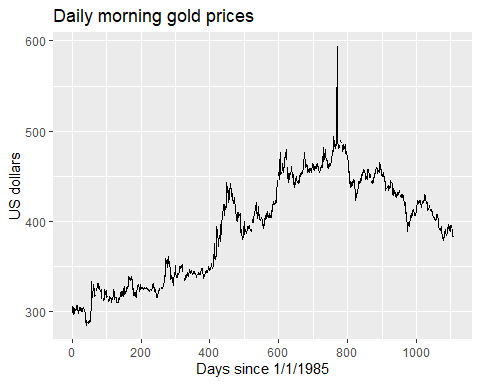 Daily morning gold prices
600
500
400
300
US dollars
0 200 400 600 800 1000
Days since 1/1/1985